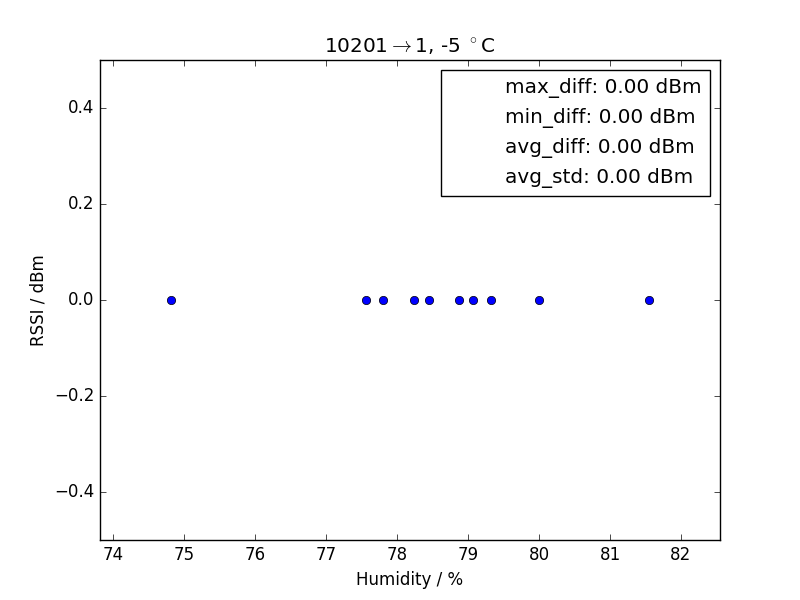 10201→1, -5 °C
max_diff: 0.00 dBm
min_diff: 0.00 dBm
avg_diff: 0.00 dBm
avg_std: 0.00 dBm
RSSI / dBm
0.4
0.2
0.0
−0.2
−0.4
74 75 76 77 78 79 80 81 82
Humidity / %